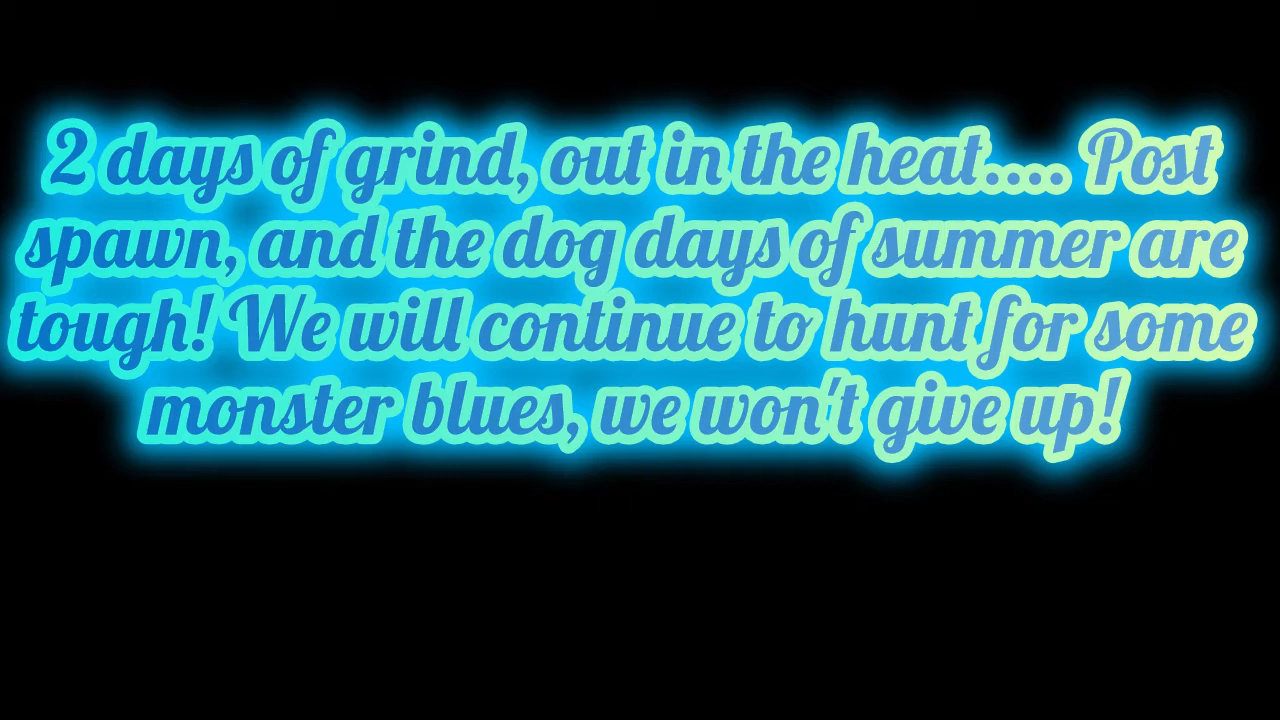 2 days of grind, out in the heat.... Post
spawn, and the dog days of summer are
tough! We will continue to hunt for some
monster blues, we won't give up!